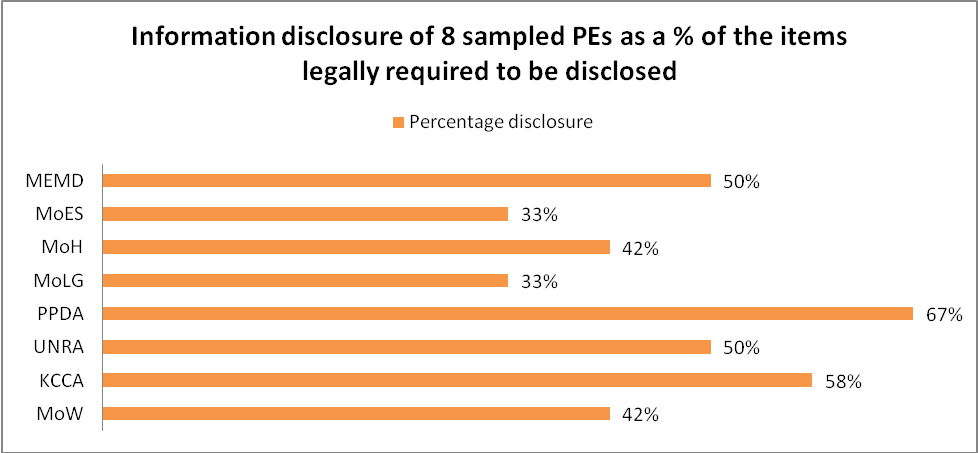 Information disclosure of 8 sampled PEs as a % of the items
legally required to be disclosed
Percentage disclosure
MEMD 50%
MoES 33%
MoH 42%
MoLG 33%
PPDA 67%
UNRA 50%
KCCA 58%
MoW 42%